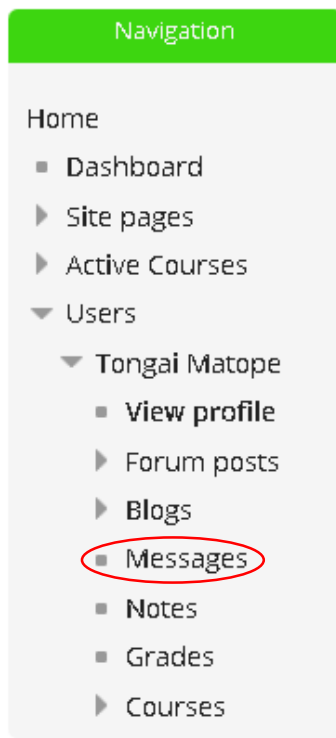 Navigation
Home
Dashboard
Site pages
Active Courses
Users
Tongai Matope
View profile
Forum posts
Blogs
Messages
Notes
Grades
Courses